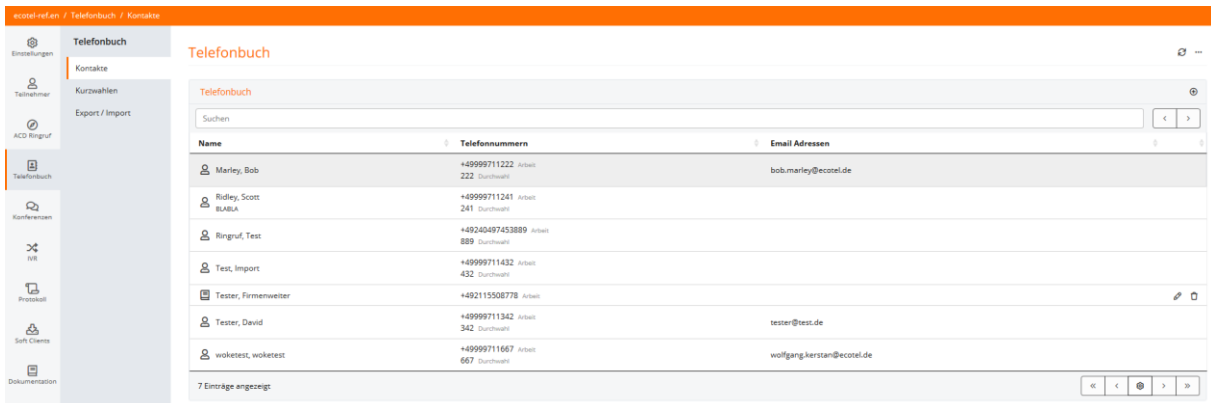 ecotel-ref.en / Telefonbuch / Kontakte
Einstellungen
Teilnehmer
ACD Ringruf
Telefonbuch
Konferenzen
IVR
Protokoll
Soft Clients
Dokumentation
Telefonbuch
Kontakte
Kurzwahlen
Export / Import
Telefonbuch
Telefonbuch
Suchen
Name Telefonnummern Email Adressen
Marley, Bob +49999711222 Arbeit bob.marley@ecotel.de
222 Durchwahl
Ridley, Scott +49999711241 Arbeit
BLABLA 241 Durchwahl
Ringruf, Test +49240497453889 Arbeit
889 Durchwahl
Test, Import +49999711432 Arbeit
432 Durchwahl
Tester, Firmenweiter +492115508778 Arbeit
Tester, David +49999711342 Arbeit tester@test.de
342 Durchwahl
woketest, woketest +49999711667 Arbeit wolfgang.kerstan@ecotel.de
667 Durchwahl
7 Einträge angezeigt